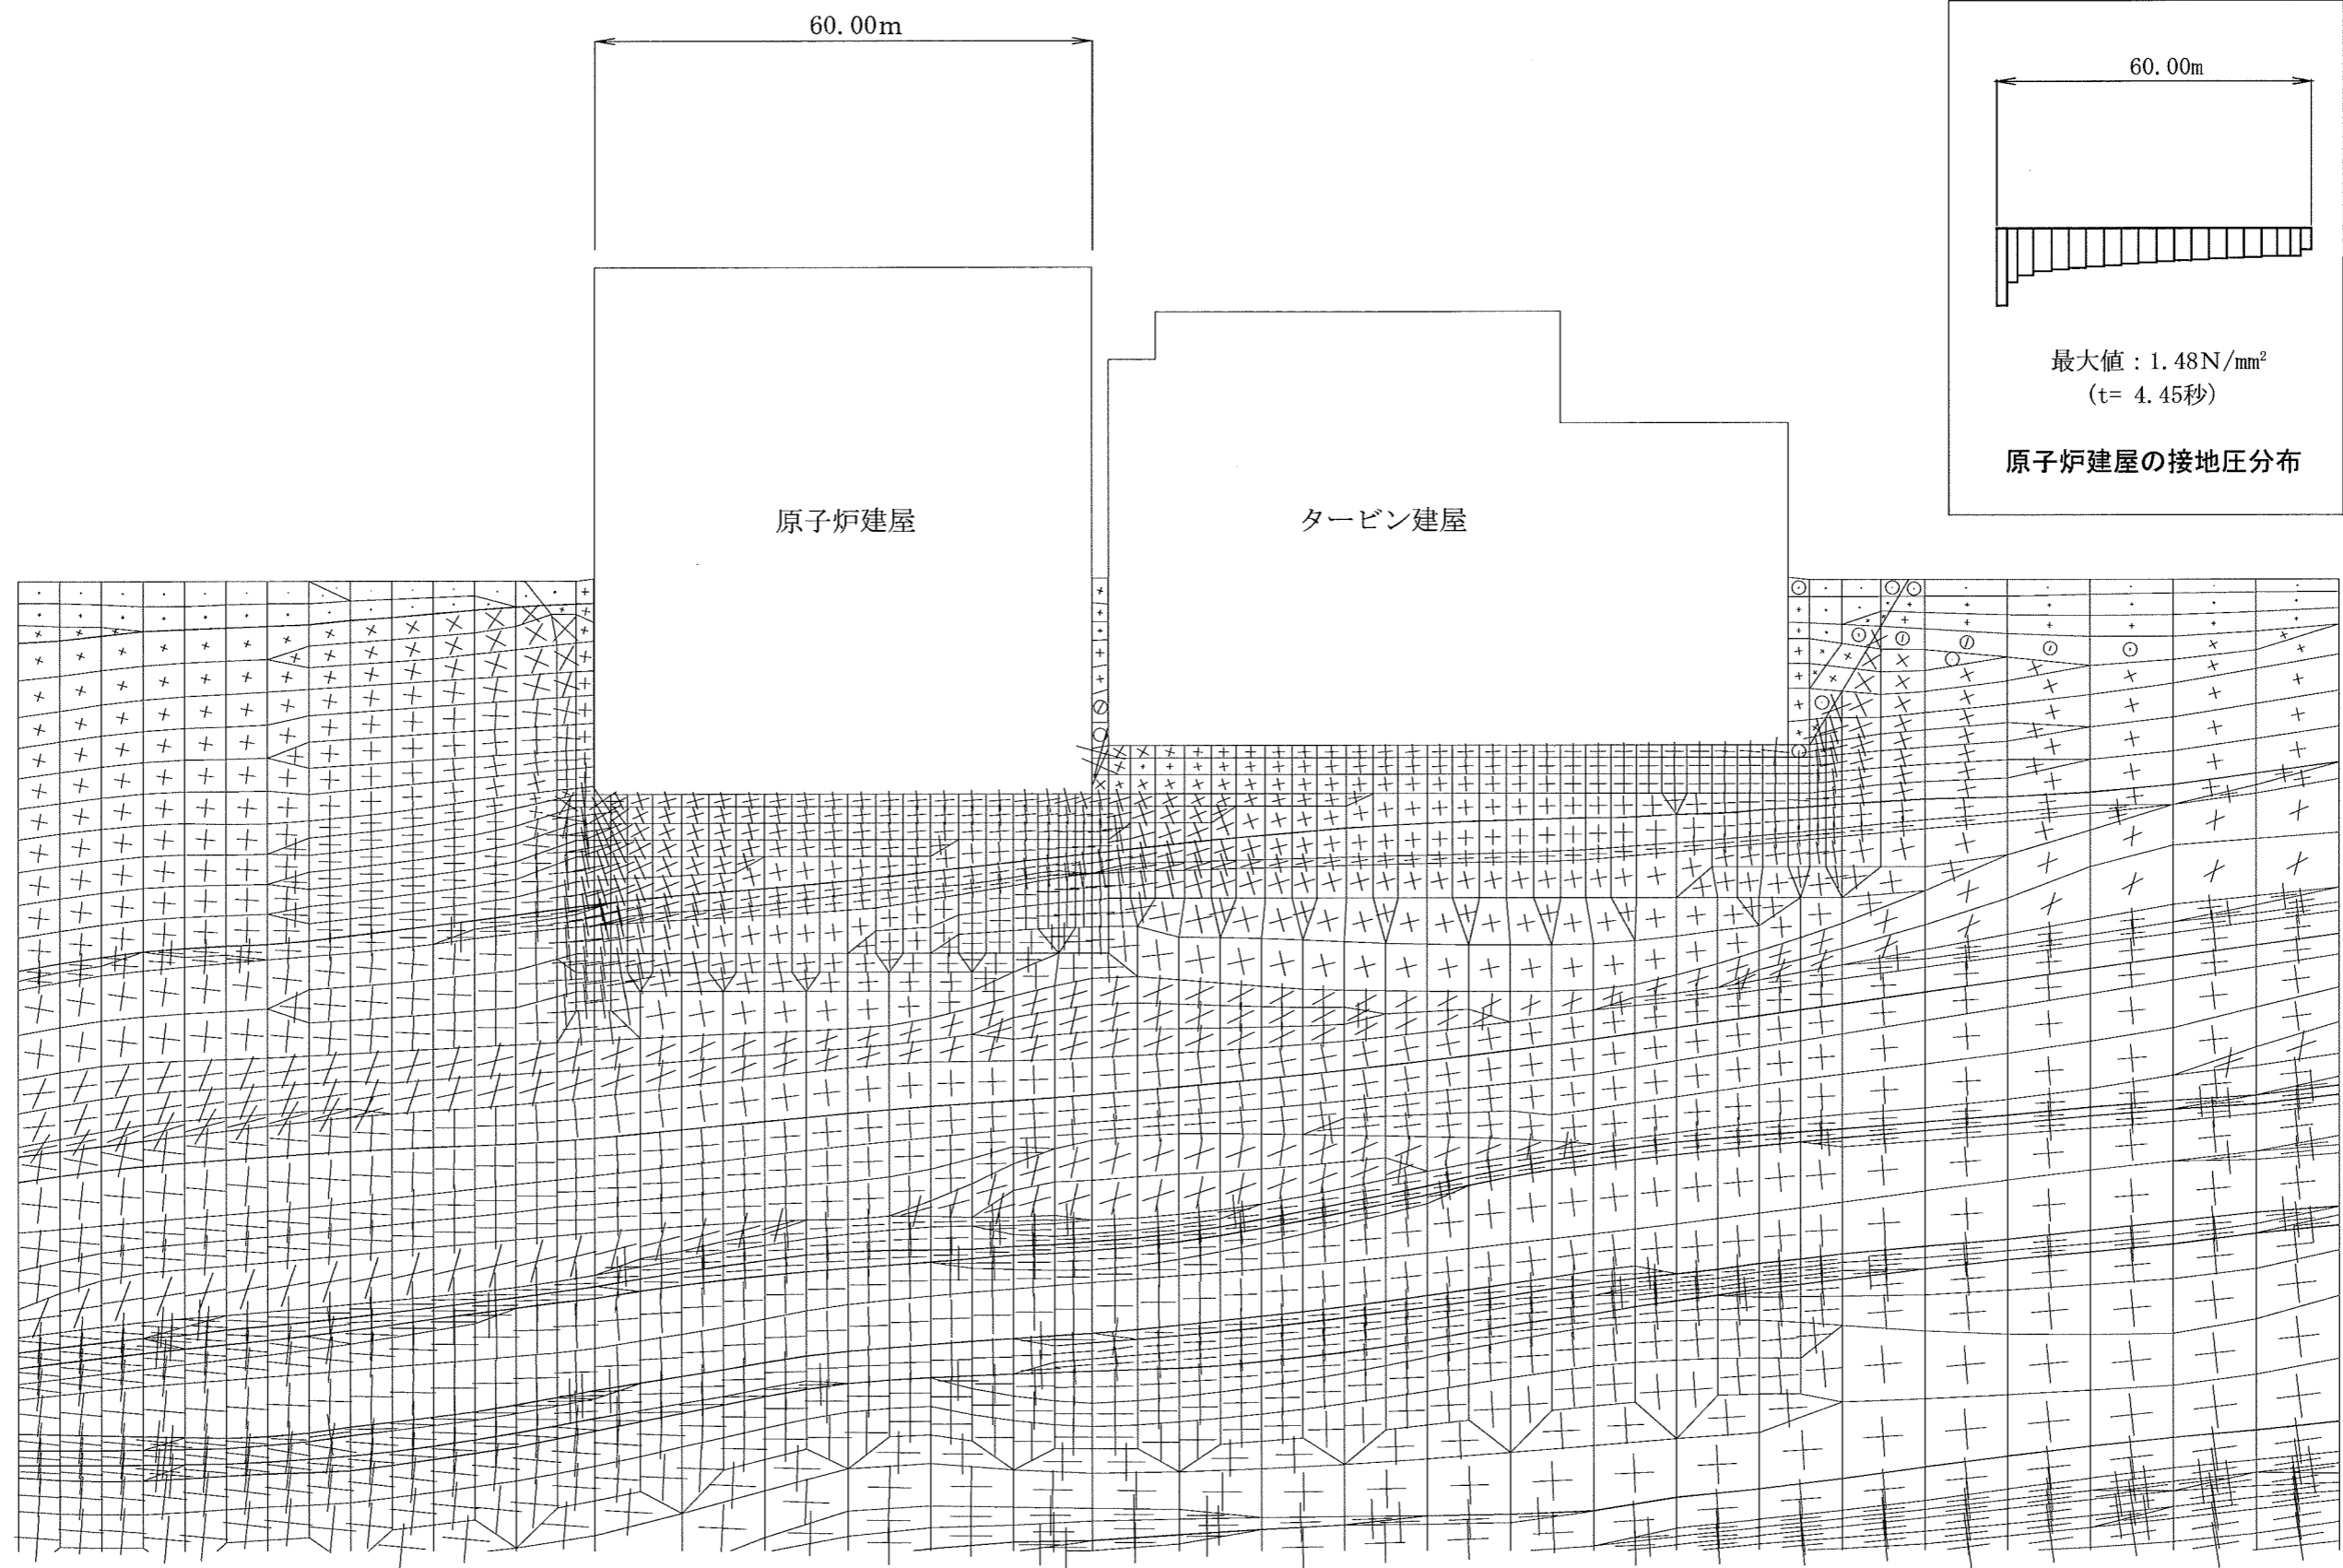 60.00m
60.00m
最大値：1.48N/㎜²
(t= 4.45秒)
原子炉建屋の接地圧分布
原子炉建屋
タービン建屋